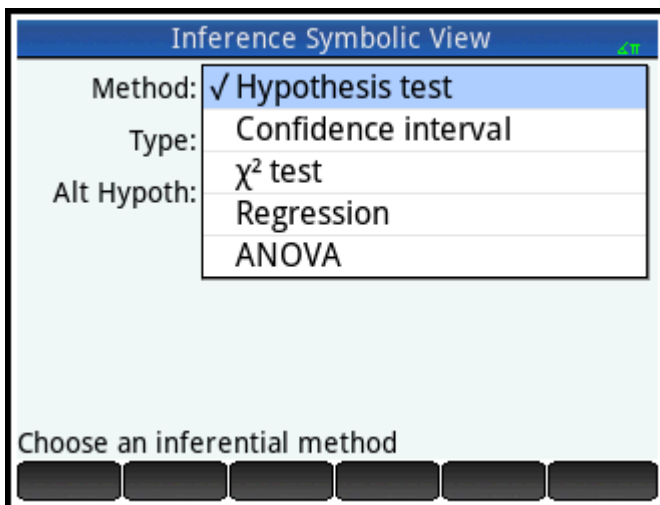 Inference Symbolic View
∡π
Method: √ Hypothesis test
Confidence interval
Type:
χ² test
Alt Hypoth:
Regression
ANOVA
Choose an inferential method